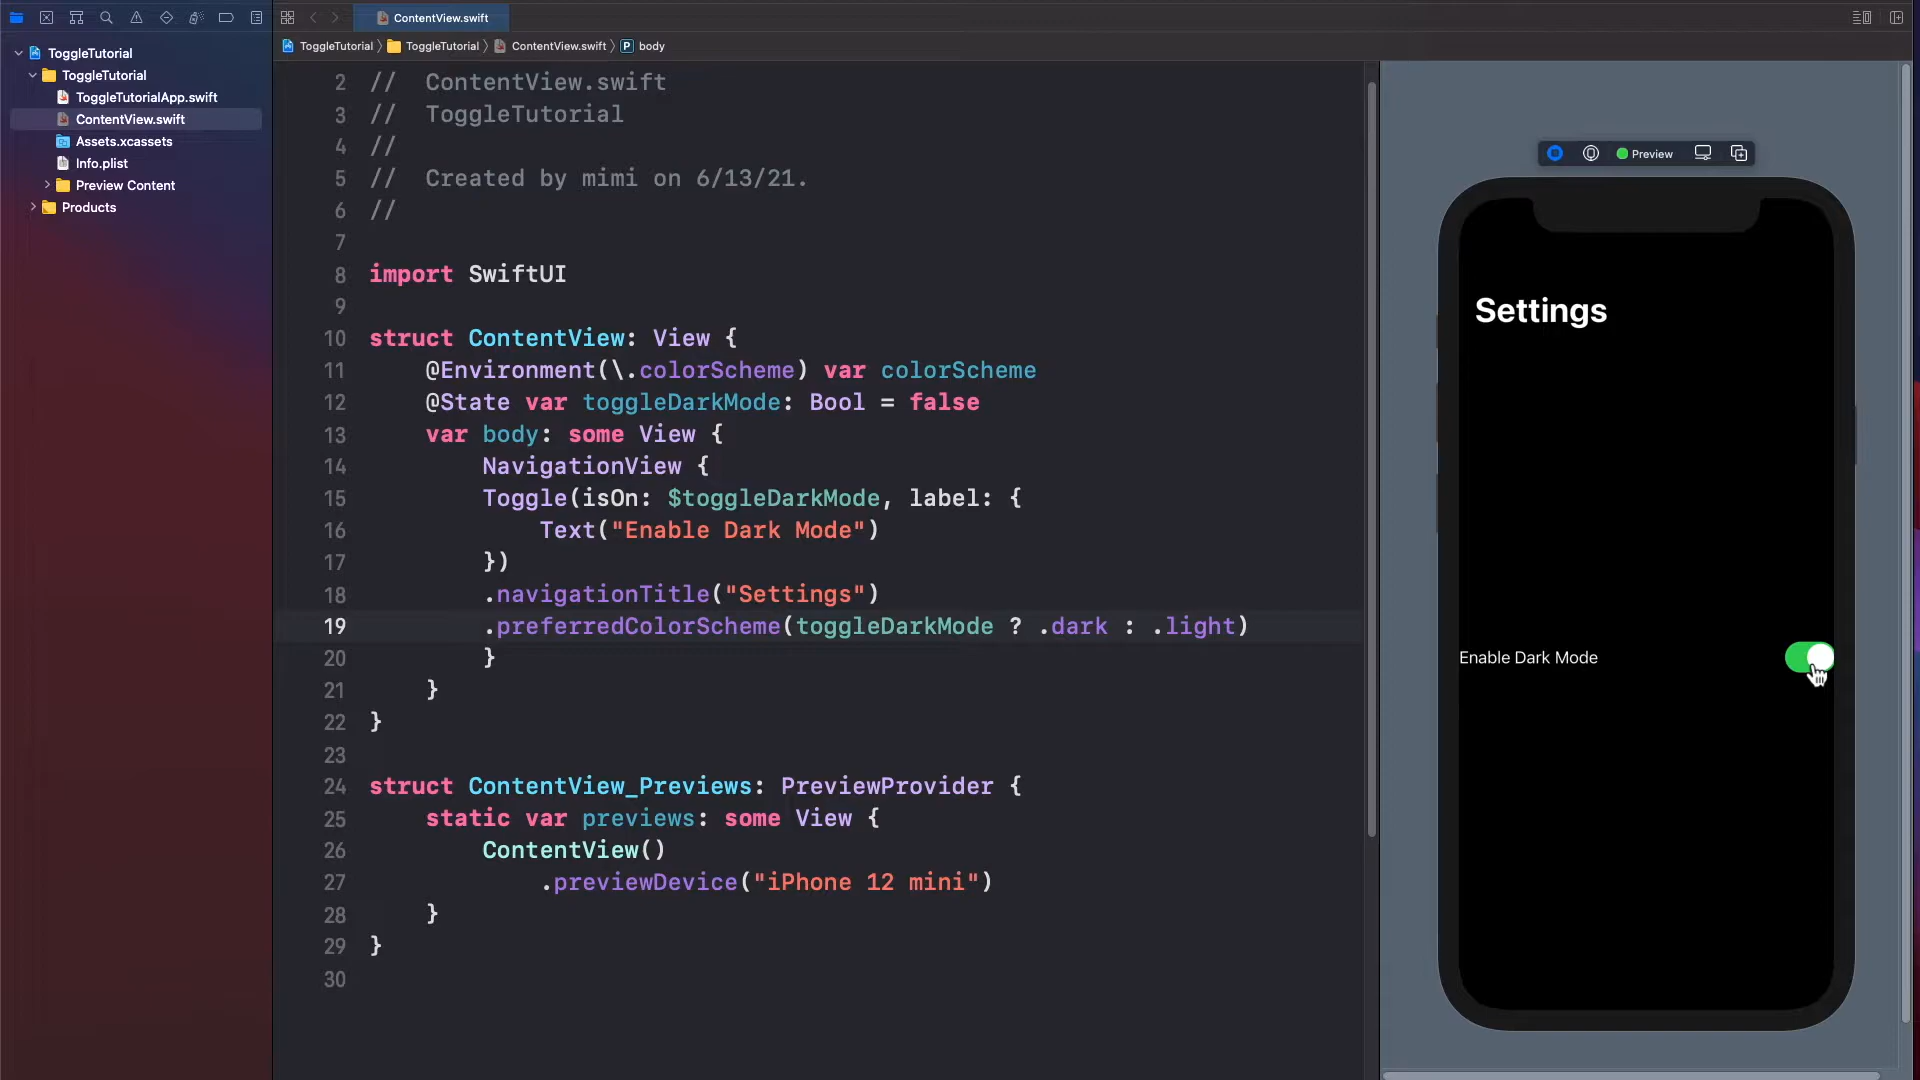 ContentView.swift
ToggleTutorial
ToggleTutorial
ToggleTutorialApp.swift
ContentView.swift
Assets.xcassets
Info.plist
Preview Content
Products
ToggleTutorial 〉 ToggleTutorial 〉 ContentView.swift 〉 P body
2 //  ContentView.swift
3 //  ToggleTutorial
4 //
5 //  Created by mimi on 6/13/21.
6 //
7
8 import SwiftUI
9
10 struct ContentView: View {
11     @Environment(\.colorScheme) var colorScheme
12     @State var toggleDarkMode: Bool = false
13     var body: some View {
14         NavigationView {
15         Toggle(isOn: $toggleDarkMode, label: {
16             Text("Enable Dark Mode")
17         })
18         .navigationTitle("Settings")
19         .preferredColorScheme(toggleDarkMode ? .dark : .light)
20         }
21     }
22 }
23
24 struct ContentView_Previews: PreviewProvider {
25     static var previews: some View {
26         ContentView()
27             .previewDevice("iPhone 12 mini")
28     }
29 }
30
Preview
Settings
Enable Dark Mode